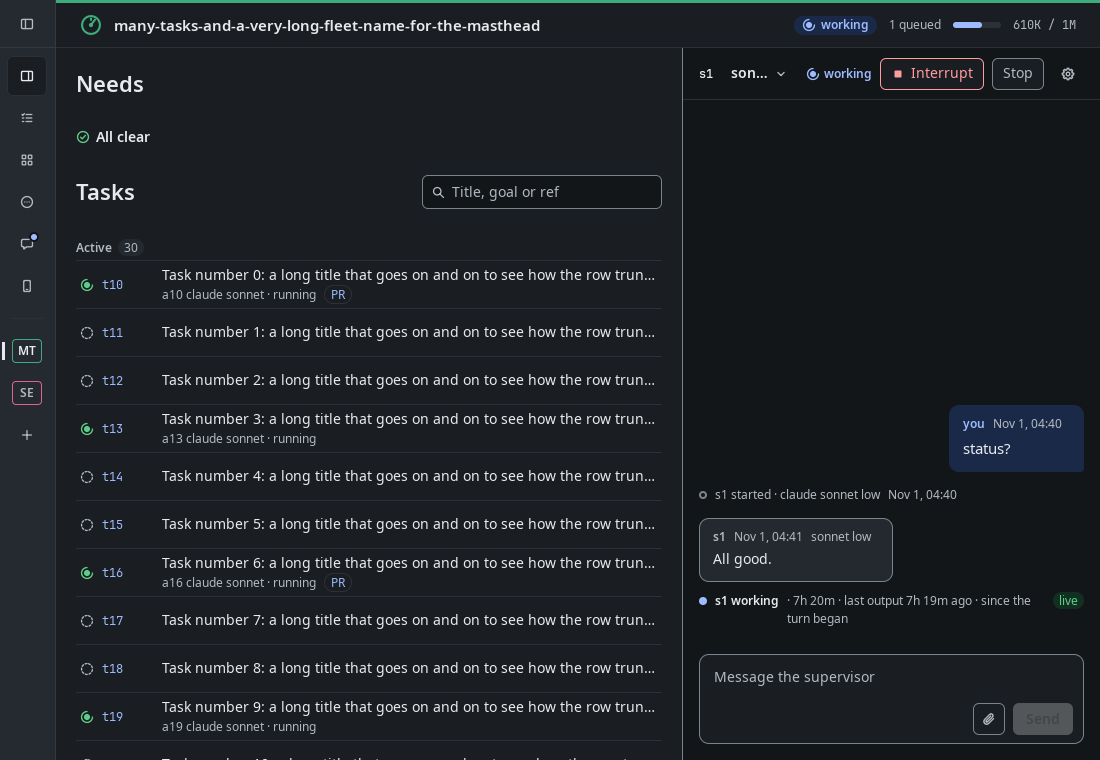 many-tasks-and-a-very-long-fleet-name-for-the-masthead
working
1 queued
610K / 1M
MT
SE
Needs
All clear
Tasks
Title, goal or ref
Active 30
t10
Task number 0: a long title that goes on and on to see how the row trun...
a10 claude sonnet · running PR
t11
Task number 1: a long title that goes on and on to see how the row trun...
t12
Task number 2: a long title that goes on and on to see how the row trun...
t13
Task number 3: a long title that goes on and on to see how the row trun...
a13 claude sonnet · running
t14
Task number 4: a long title that goes on and on to see how the row trun...
t15
Task number 5: a long title that goes on and on to see how the row trun...
t16
Task number 6: a long title that goes on and on to see how the row trun...
a16 claude sonnet · running PR
t17
Task number 7: a long title that goes on and on to see how the row trun...
t18
Task number 8: a long title that goes on and on to see how the row trun...
t19
Task number 9: a long title that goes on and on to see how the row trun...
a19 claude sonnet · running
s1 son... working Interrupt Stop
you Nov 1, 04:40
status?
s1 started · claude sonnet low Nov 1, 04:40
s1 Nov 1, 04:41 sonnet low
All good.
s1 working · 7h 20m · last output 7h 19m ago · since the live
turn began
Message the supervisor
Send